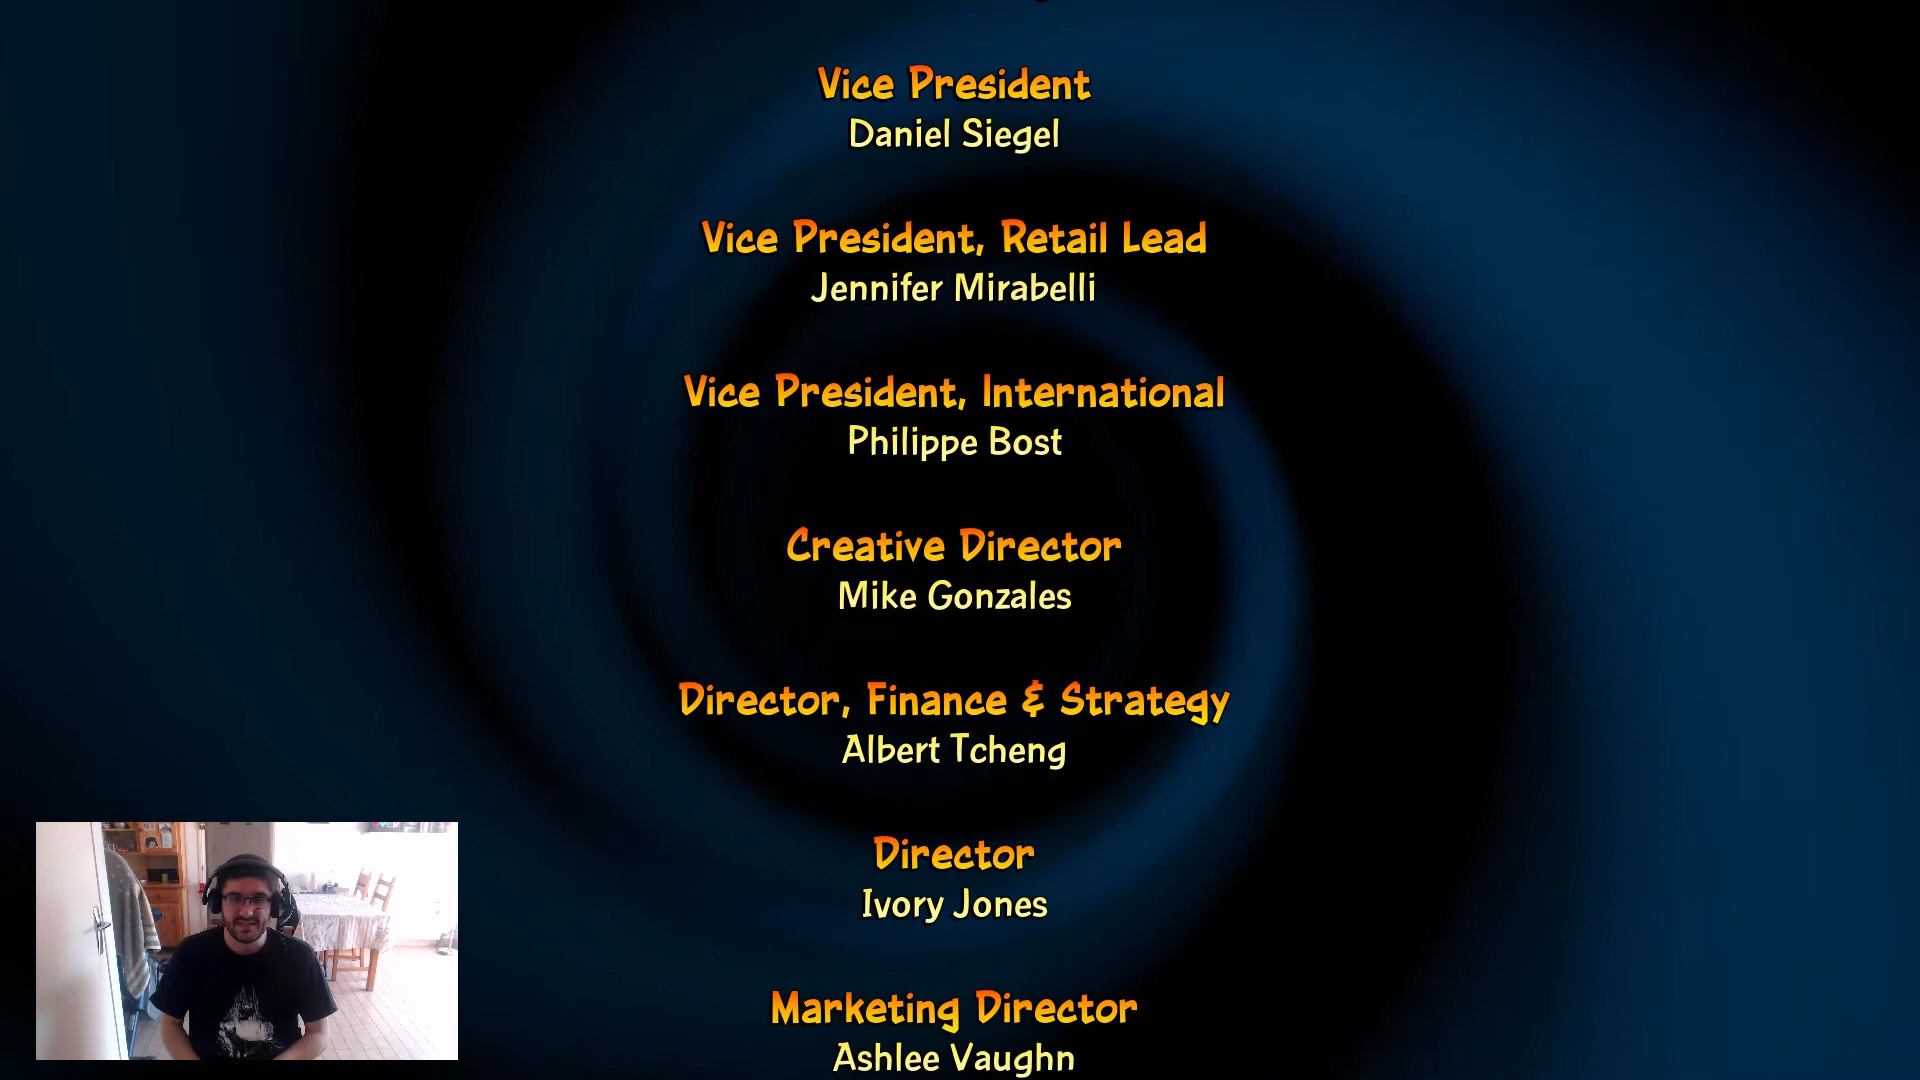 Vice President
Daniel Siegel
Vice President, Retail Lead
Jennifer Mirabelli
Vice President, International
Philippe Bost
Creative Director
Mike Gonzales
Director, Finance & Strategy
Albert Tcheng
Director
Ivory Jones
Marketing Director
Ashlee Vaughn